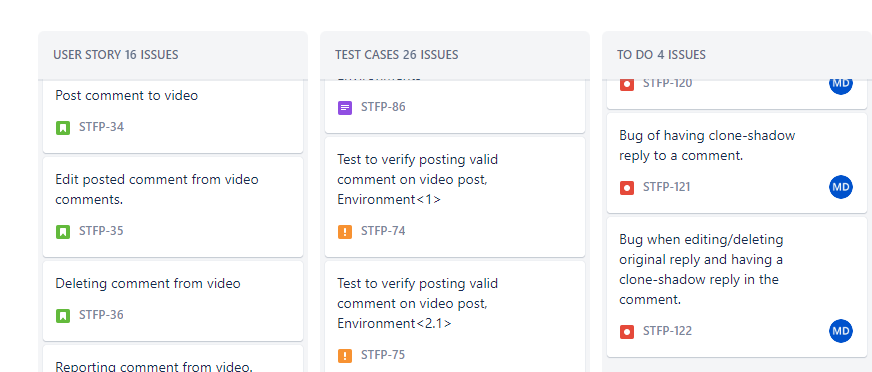 USER STORY 16 ISSUES
Post comment to video
STFP-34
Edit posted comment from video
comments.
STFP-35
Deleting comment from video
STFP-36
Reporting comment from video.
TEST CASES 26 ISSUES
Environments
STFP-86
Test to verify posting valid
comment on video post,
Environment<1>
STFP-74
Test to verify posting valid
comment on video post,
Environment<2.1>
STFP-75
TO DO 4 ISSUES
STFP-120
MD
Bug of having clone-shadow
reply to a comment.
STFP-121
MD
Bug when editing/deleting
original reply and having a
clone-shadow reply in the
comment.
STFP-122
MD